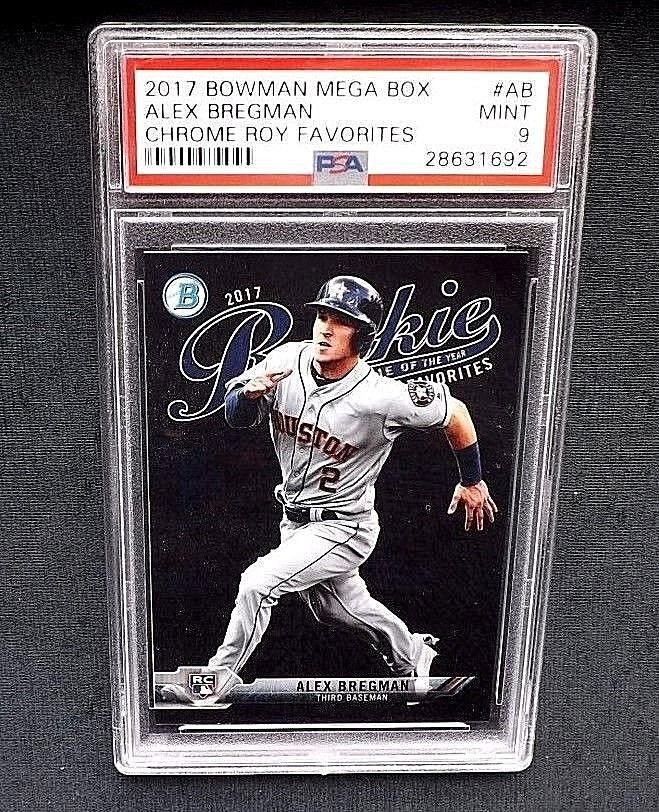 2017 BOWMAN MEGA BOX #AB
ALEX BREGMAN MINT
CHROME ROY FAVORITES 9
PSA 28631692
B
2017
Rookie
OF THE YEAR
FAVORITES
HOUSTON
2
RC
ALEX BREGMAN
THIRD BASEMAN